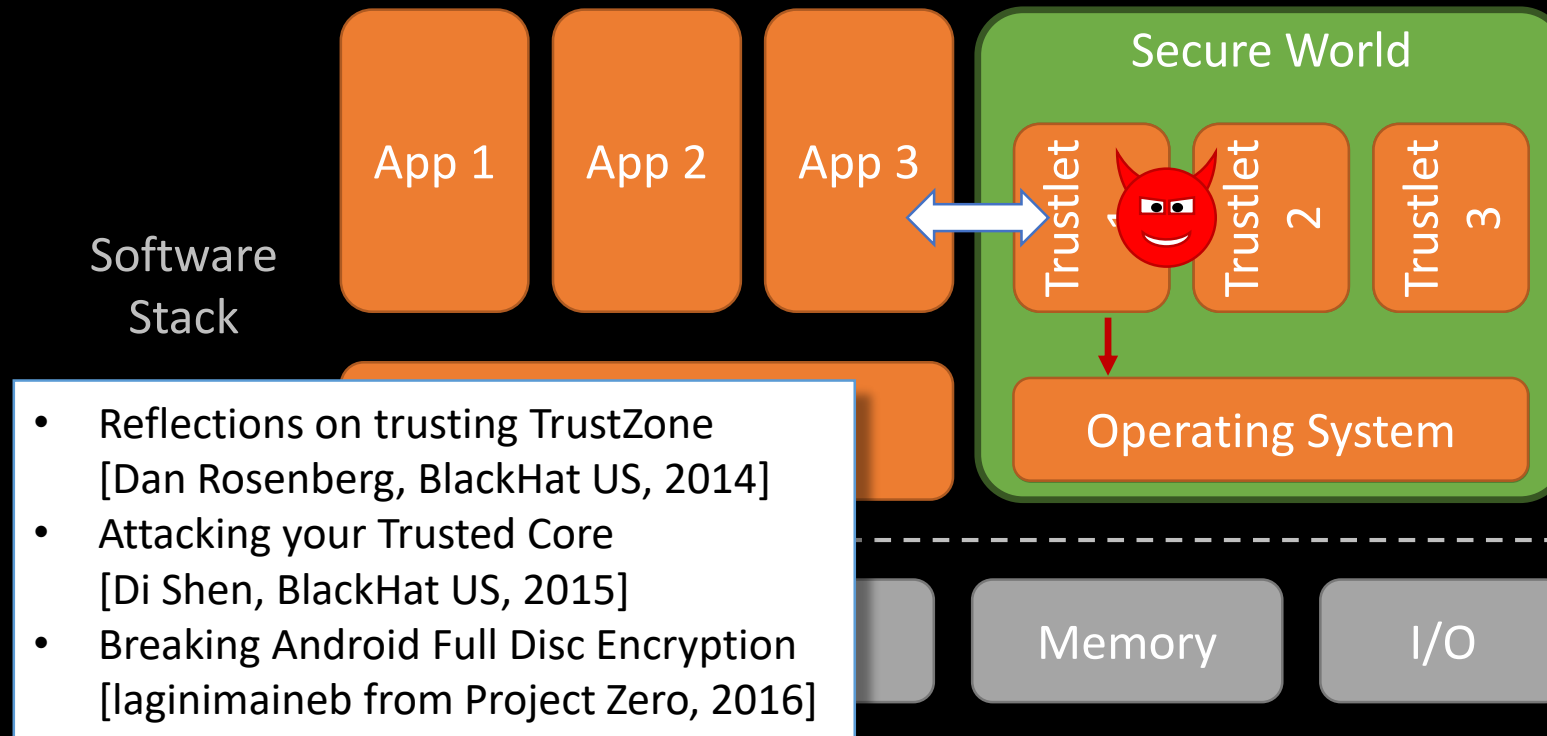 App 1
App 2
App 3
Secure World
Trustlet
Trustlet
2
Trustlet
3
Software
Stack
Operating System
• Reflections on trusting TrustZone
[Dan Rosenberg, BlackHat US, 2014]
• Attacking your Trusted Core
[Di Shen, BlackHat US, 2015]
• Breaking Android Full Disc Encryption
[laginimaineb from Project Zero, 2016]
Memory
I/O